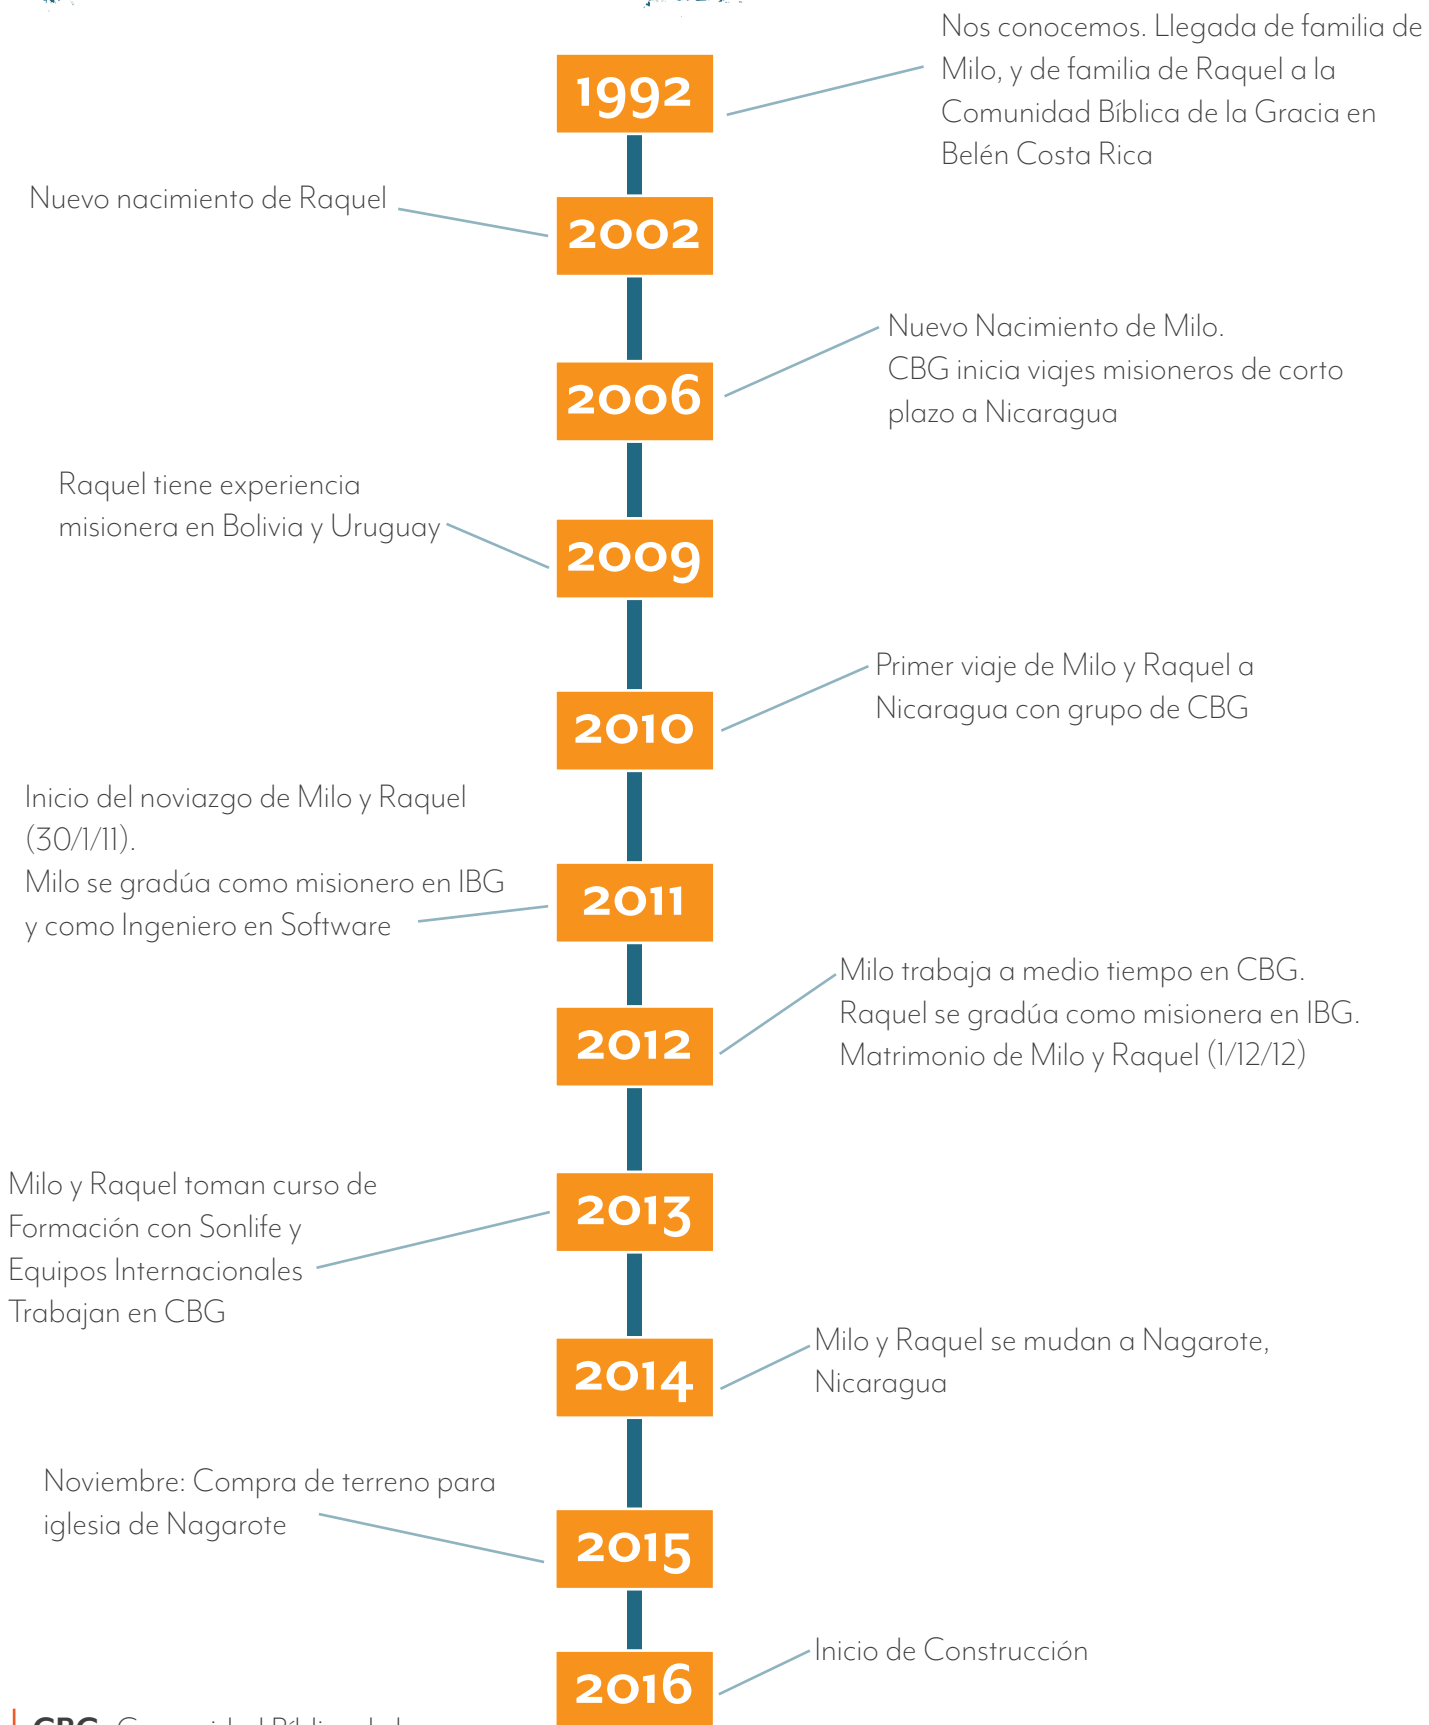 1992
Nos conocemos. Llegada de familia de
Milo, y de familia de Raquel a la
Comunidad Bíblica de la Gracia en
Belén Costa Rica
Nuevo nacimiento de Raquel
2002
Nuevo Nacimiento de Milo.
CBG inicia viajes misioneros de corto
plazo a Nicaragua
2006
Raquel tiene experiencia
misionera en Bolivia y Uruguay
2009
Primer viaje de Milo y Raquel a
Nicaragua con grupo de CBG
2010
Inicio del noviazgo de Milo y Raquel
(30/1/11).
Milo se gradúa como misionero en IBG
y como Ingeniero en Software
2011
Milo trabaja a medio tiempo en CBG.
Raquel se gradúa como misionera en IBG.
Matrimonio de Milo y Raquel (1/12/12)
2012
Milo y Raquel toman curso de
Formación con Sonlife y
Equipos Internacionales
Trabajan en CBG
2013
Milo y Raquel se mudan a Nagarote,
Nicaragua
2014
Noviembre: Compra de terreno para
iglesia de Nagarote
2015
Inicio de Construcción
2016
CBG